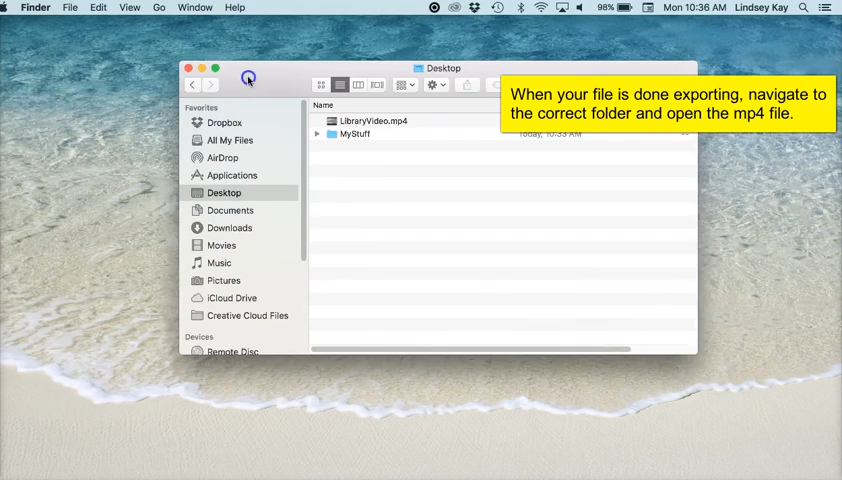 Finder File Edit View Go Window Help 98% Mon 10:36 AM Lindsey Kay
Desktop
When your file is done exporting, navigate to
the correct folder and open the mp4 file.
Favorites
Dropbox
All My Files
AirDrop
Applications
Desktop
Documents
Downloads
Movies
Music
Pictures
iCloud Drive
Creative Cloud Files
Devices
Remote Disc
Name
LibraryVideo.mp4
MyStuff Today, 10:33 AM --